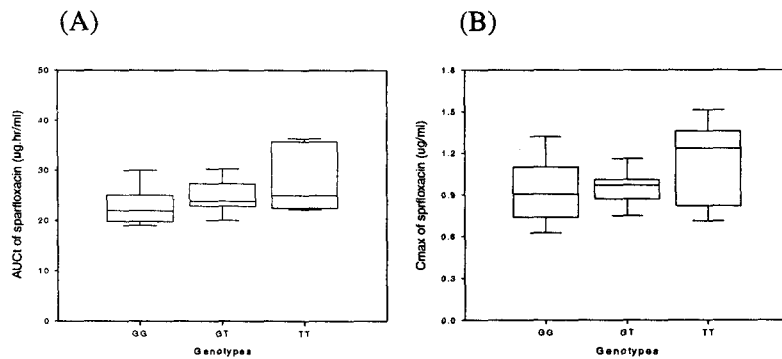 (A)
(B)
AUCt of sparfloxacin (ug.hr/ml)
50
40
30
20
10
0
GG
GT
TT
Genotypes
Cmax of sprfloxacin (ug/ml)
1.8
1.5
1.2
0.9
0.6
0.3
0.0
GG
GT
TT
Genotypes